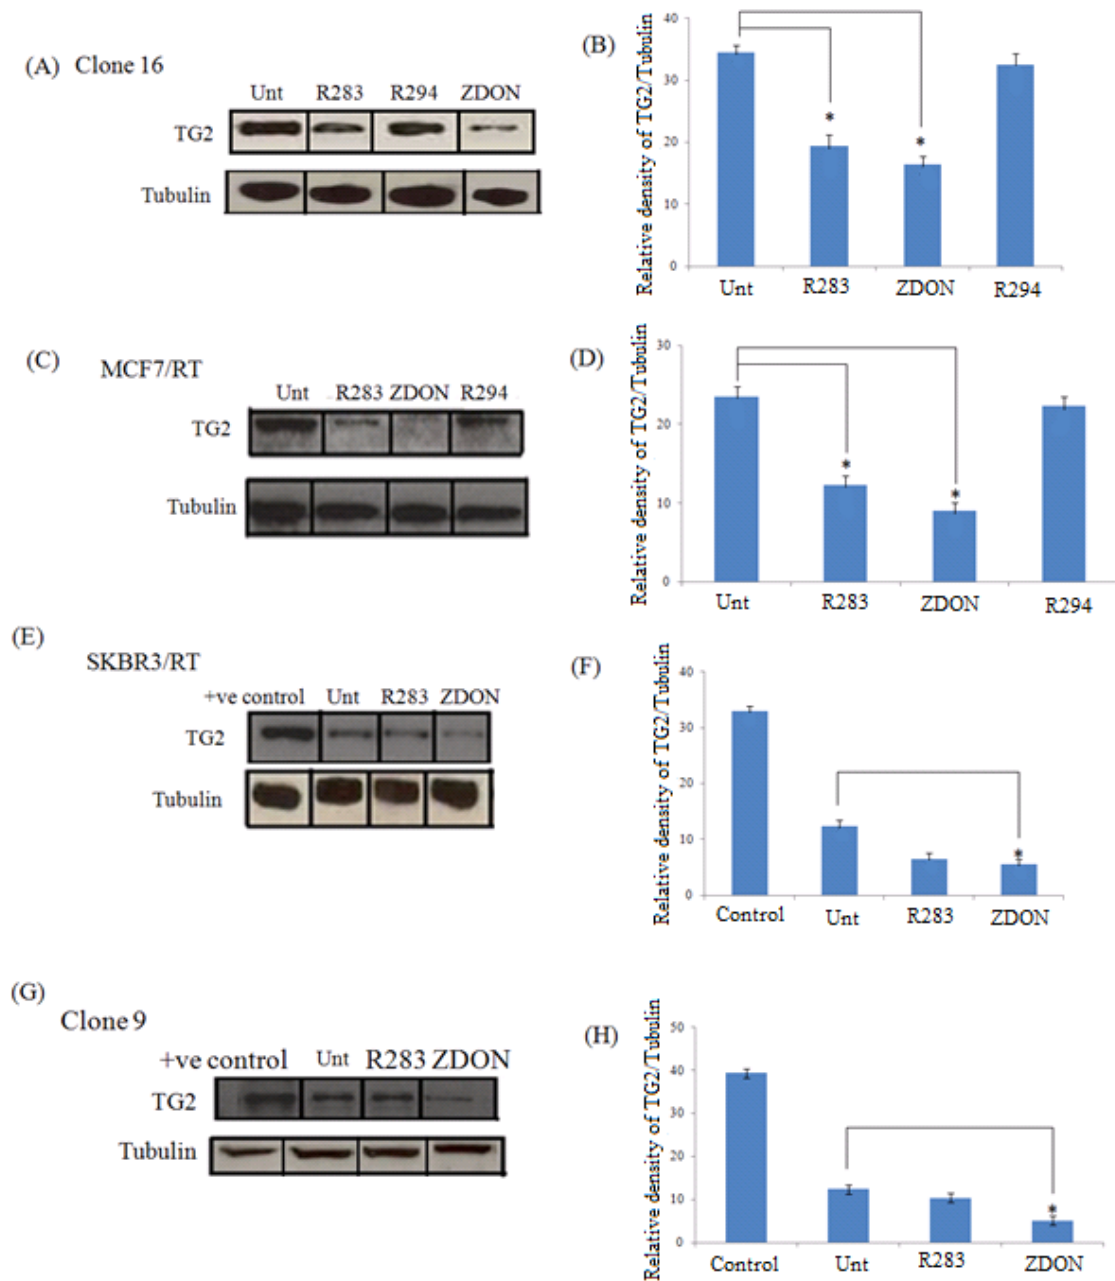 (A) Clone 16
Unt R283 R294 ZDON
TG2
Tubulin
(B)
Relative density of TG2/Tubulin
40
30
20
10
0
* *
Unt R283 ZDON R294
(C) MCF7/RT
Unt R283 ZDON R294
TG2
Tubulin
(D)
Relative density of TG2/Tubulin
30
20
10
0
* *
Unt R283 ZDON R294
(E)
SKBR3/RT
+ve control Unt R283 ZDON
TG2
Tubulin
(F)
Relative density of TG2/Tubulin
40
30
20
10
0
*
Control Unt R283 ZDON
(G)
Clone 9
+ve control Unt R283 ZDON
TG2
Tubulin
(H)
Relative density of TG2/Tubulin
50
40
30
20
10
0
*
Control Unt R283 ZDON